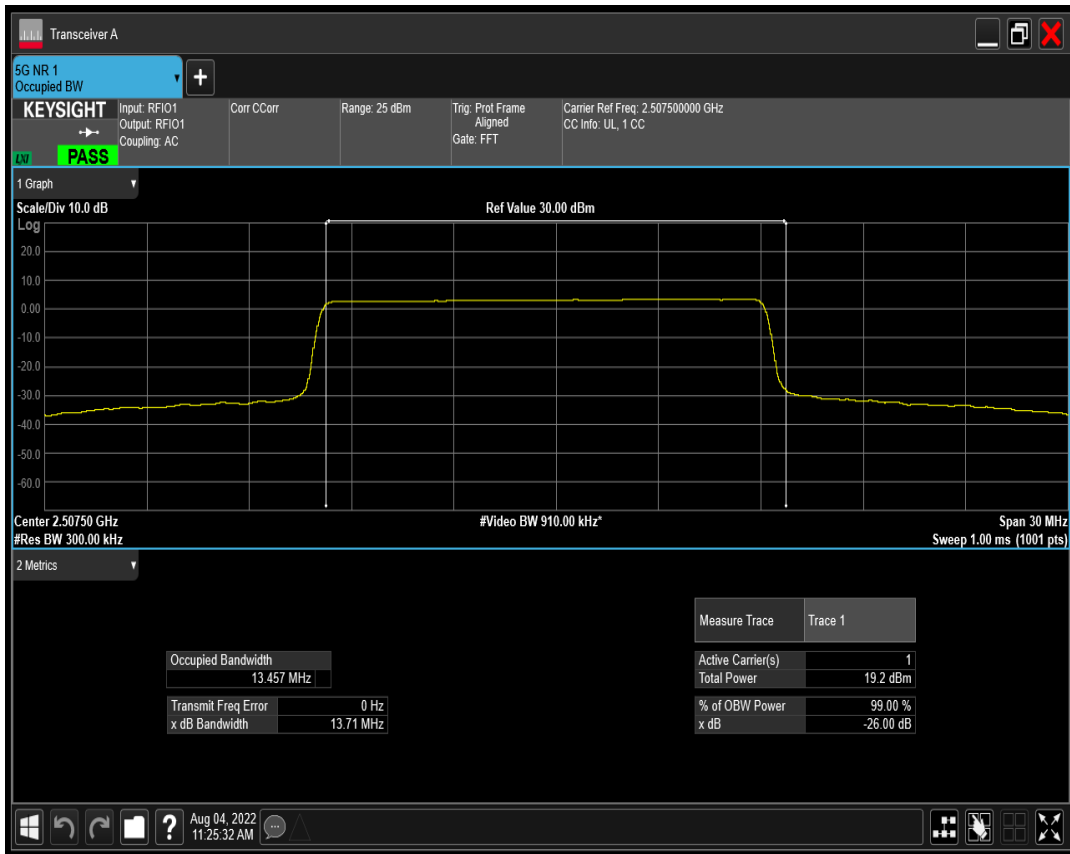 Transceiver A
5G NR 1
Occupied BW
KEYSIGHT
LXI
PASS
Input: RFIO1
Output: RFIO1
Coupling: AC
Corr CCorr
Range: 25 dBm
Trig: Prot Frame
Aligned
Gate: FFT
Carrier Ref Freq: 2.507500000 GHz
CC Info: UL, 1 CC
1 Graph
Scale/Div 10.0 dB
Ref Value 30.00 dBm
Log
20.0
10.0
0.00
-10.0
-20.0
-30.0
-40.0
-50.0
-60.0
Center 2.50750 GHz
#Video BW 910.00 kHz*
Span 30 MHz
#Res BW 300.00 kHz
Sweep 1.00 ms (1001 pts)
2 Metrics
Measure Trace Trace 1
Occupied Bandwidth
13.457 MHz
Active Carrier(s) 1
Total Power 19.2 dBm
Transmit Freq Error 0 Hz
x dB Bandwidth 13.71 MHz
% of OBW Power 99.00 %
x dB -26.00 dB
Aug 04, 2022
11:25:32 AM